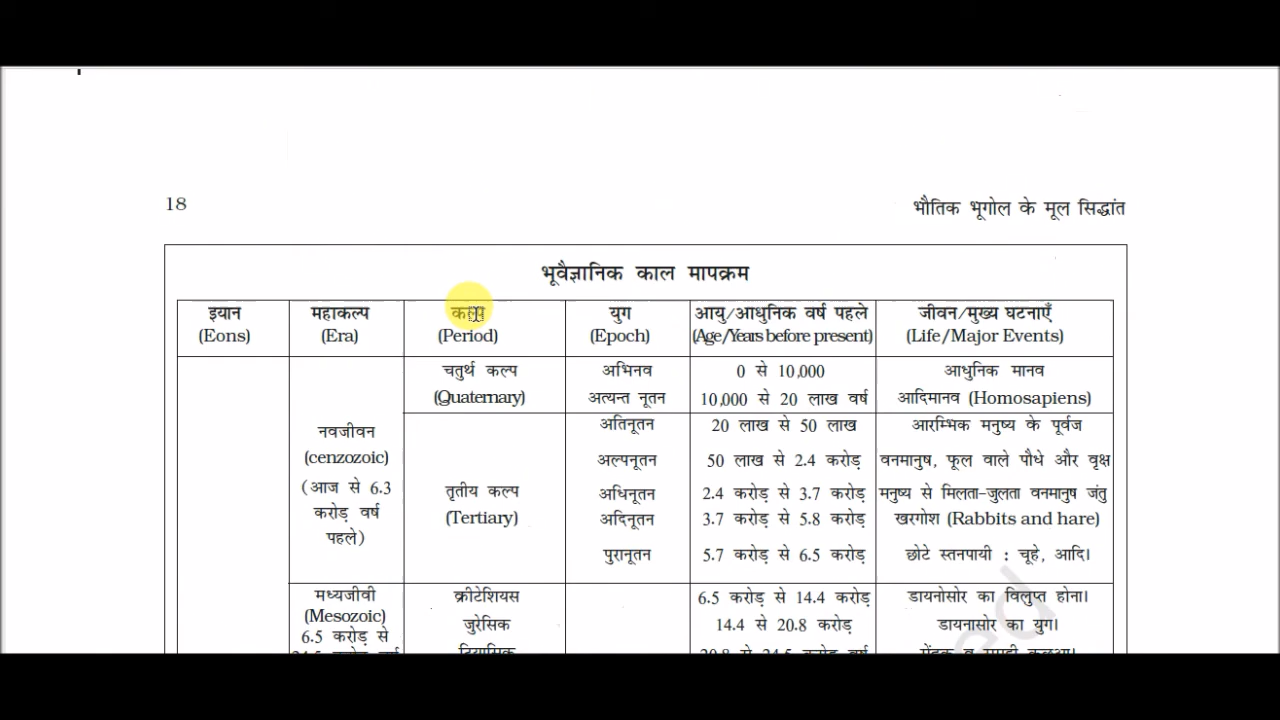 18
भौतिक भूगोल के मूल सिद्धांत
भूवैज्ञानिक काल मापक्रम
इयान महाकल्प कल्प युग आयु/आधुनिक वर्ष पहले जीवन/मुख्य घटनाएँ
(Eons) (Era) (Period) (Epoch) (Age/Years before present) (Life/Major Events)
चतुर्थ कल्प अभिनव 0 से 10,000 आधुनिक मानव
(Quaternary) अत्यन्त नूतन 10,000 से 20 लाख वर्ष आदिमानव (Homosapiens)
नवजीवन अतिनूतन 20 लाख से 50 लाख आरम्भिक मनुष्य के पूर्वज
(cenzozoic) अल्पनूतन 50 लाख से 2.4 करोड़ वनमानुष, फूल वाले पौधे और वृक्ष
(आज से 6.3 तृतीय कल्प अधिनूतन 2.4 करोड़ से 3.7 करोड़ मनुष्य से मिलता-जुलता वनमानुष जंतु
करोड़ वर्ष (Tertiary) अदिनूतन 3.7 करोड़ से 5.8 करोड़ खरगोश (Rabbits and hare)
पहले) पुरानूतन 5.7 करोड़ से 6.5 करोड़ छोटे स्तनपायी : चूहे, आदि।
मध्यजीवी क्रीटेशियस 6.5 करोड़ से 14.4 करोड़ डायनोसोर का विलुप्त होना।
(Mesozoic) जुरेसिक 14.4 से 20.8 करोड़ डायनासोर का युग।
6.5 करोड़ से